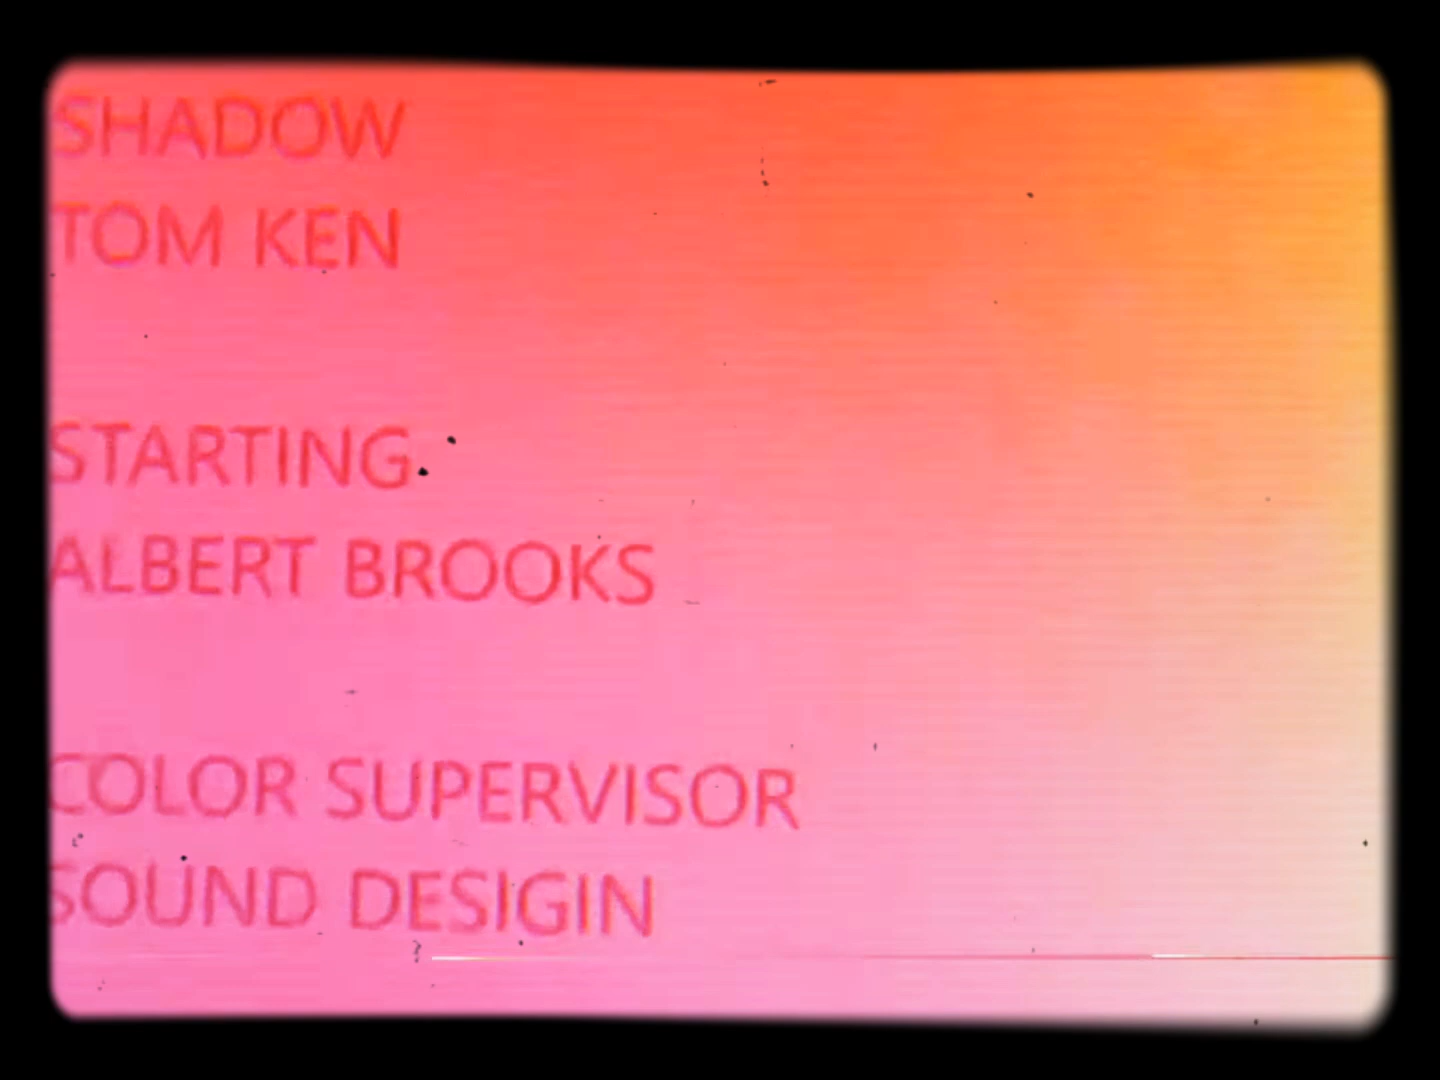 SHADOW
TOM KEN
STARTING
ALBERT BROOKS
COLOR SUPERVISOR
SOUND DESIGIN